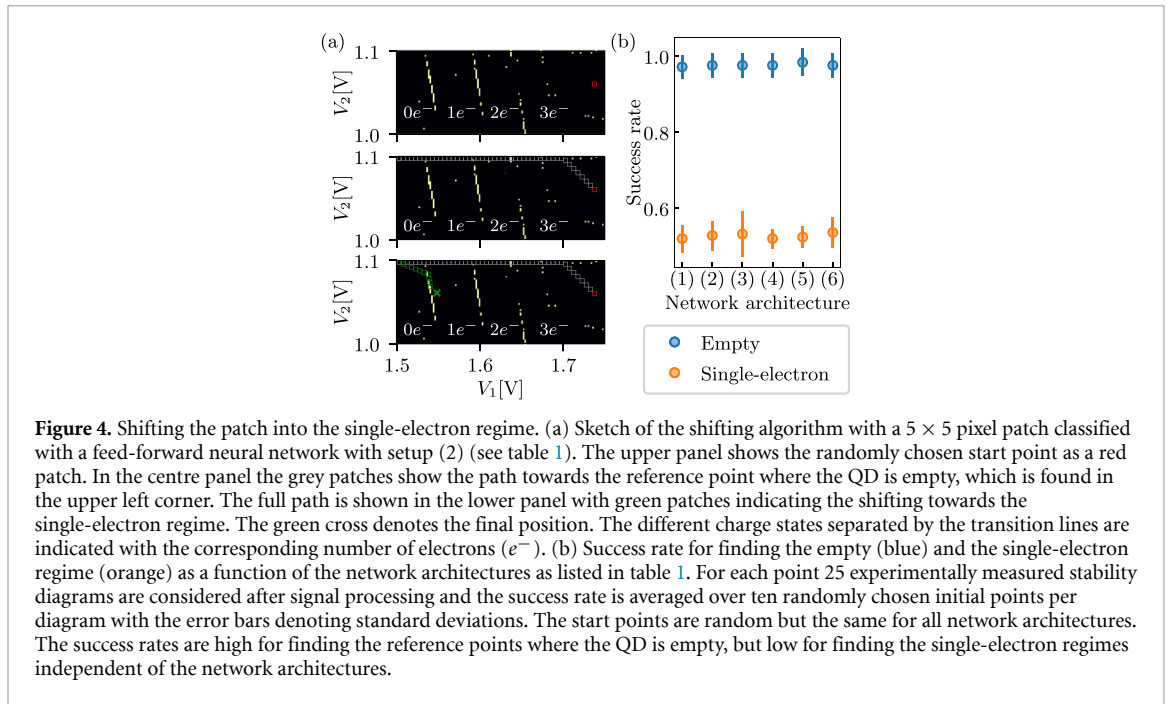 (a)
1.1
V₂[V]
1.0
0e⁻ 1e⁻ 2e⁻ 3e⁻
1.1
V₂[V]
1.0
0e⁻ 1e⁻ 2e⁻ 3e⁻
1.1
V₂[V]
1.0
0e⁻ 1e⁻ 2e⁻ 3e⁻
1.5 1.6 1.7
V₁[V]
(b)
1.0
0.8
0.6
Success rate
(1) (2) (3) (4) (5) (6)
Network architecture
Empty
Single-electron
Figure 4. Shifting the patch into the single-electron regime. (a) Sketch of the shifting algorithm with a 5 × 5 pixel patch classified
with a feed-forward neural network with setup (2) (see table 1). The upper panel shows the randomly chosen start point as a red
patch. In the centre panel the grey patches show the path towards the reference point where the QD is empty, which is found in
the upper left corner. The full path is shown in the lower panel with green patches indicating the shifting towards the
single-electron regime. The green cross denotes the final position. The different charge states separated by the transition lines are
indicated with the corresponding number of electrons (e⁻). (b) Success rate for finding the empty (blue) and the single-electron
regime (orange) as a function of the network architectures as listed in table 1. For each point 25 experimentally measured stability
diagrams are considered after signal processing and the success rate is averaged over ten randomly chosen initial points per
diagram with the error bars denoting standard deviations. The start points are random but the same for all network architectures.
The success rates are high for finding the reference points where the QD is empty, but low for finding the single-electron regimes
independent of the network architectures.